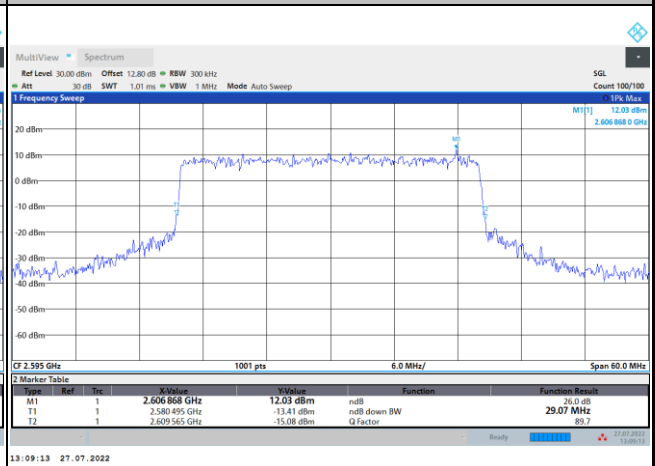 MultiView Spectrum
Ref Level 30.00 dBm Offset 12.80 dB RBW 300 kHz SGL
Att 30 dB SWT 1.01 ms VBW 1 MHz Mode Auto Sweep Count 100/100
1 Frequency Sweep 1Pk Max
M1[1] 12.03 dBm
2.606 868 0 GHz
20 dBm
M1
10 dBm
0 dBm
-10 dBm
T1
T2
-20 dBm
-30 dBm
-40 dBm
-50 dBm
-60 dBm
CF 2.595 GHz 1001 pts 6.0 MHz/ Span 60.0 MHz
2 Marker Table
Type Ref Trc X-Value Y-Value Function Function Result
M1 1 2.606 868 GHz 12.03 dBm ndB 26.0 dB
T1 1 2.580 495 GHz -13.41 dBm ndB down BW 29.07 MHz
T2 1 2.609 565 GHz -15.08 dBm Q Factor 89.7
Ready 27.07.2022
13:09:13
13:09:13 27.07.2022